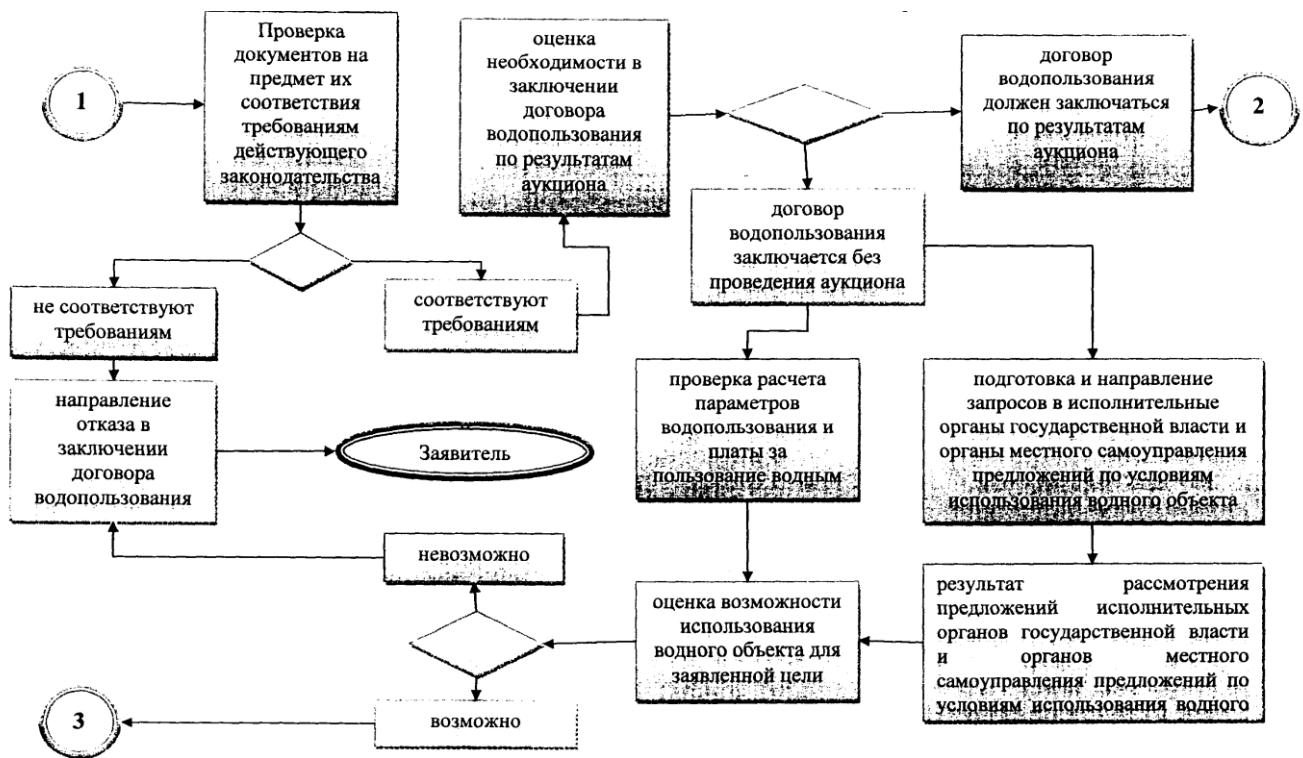 1
Проверка
документов на
предмет их
соответствия
требованиям
действующего
законодательства
оценка
необходимости в
заключении
договора
водопользования
по результатам
аукциона
договор
водопользования
должен заключаться
по результатам
аукциона
2
договор
водопользования
заключается без
проведения аукциона
не соответствуют
требованиям
соответствуют
требованиям
направление
отказа в
заключении
договора
водопользования
Заявитель
проверка расчета
параметров
водопользования и
платы за
пользование водным
подготовка и направление
запросов в исполнительные
органы государственной власти и
органы местного самоуправления
предложений по условиям
использования водного объекта
невозможно
оценка возможности
использования
водного объекта для
заявленной цели
результат рассмотрения
предложений исполнительных
органов государственной власти
и органов местного
самоуправления предложений по
условиям использования водного
3
возможно